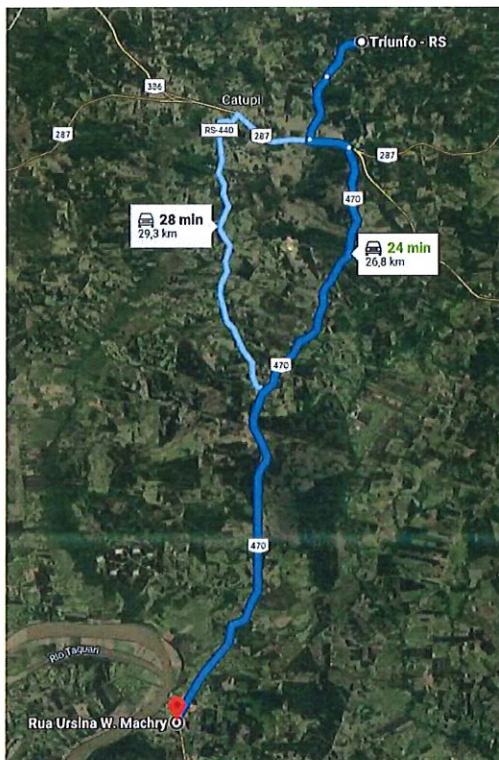 Triunfo - RS
386
Catupi
RS-440
287
287
287
470
28 min
29,3 km
24 min
26,8 km
470
470
Rio Taquari
Rua Ursina W. Machry